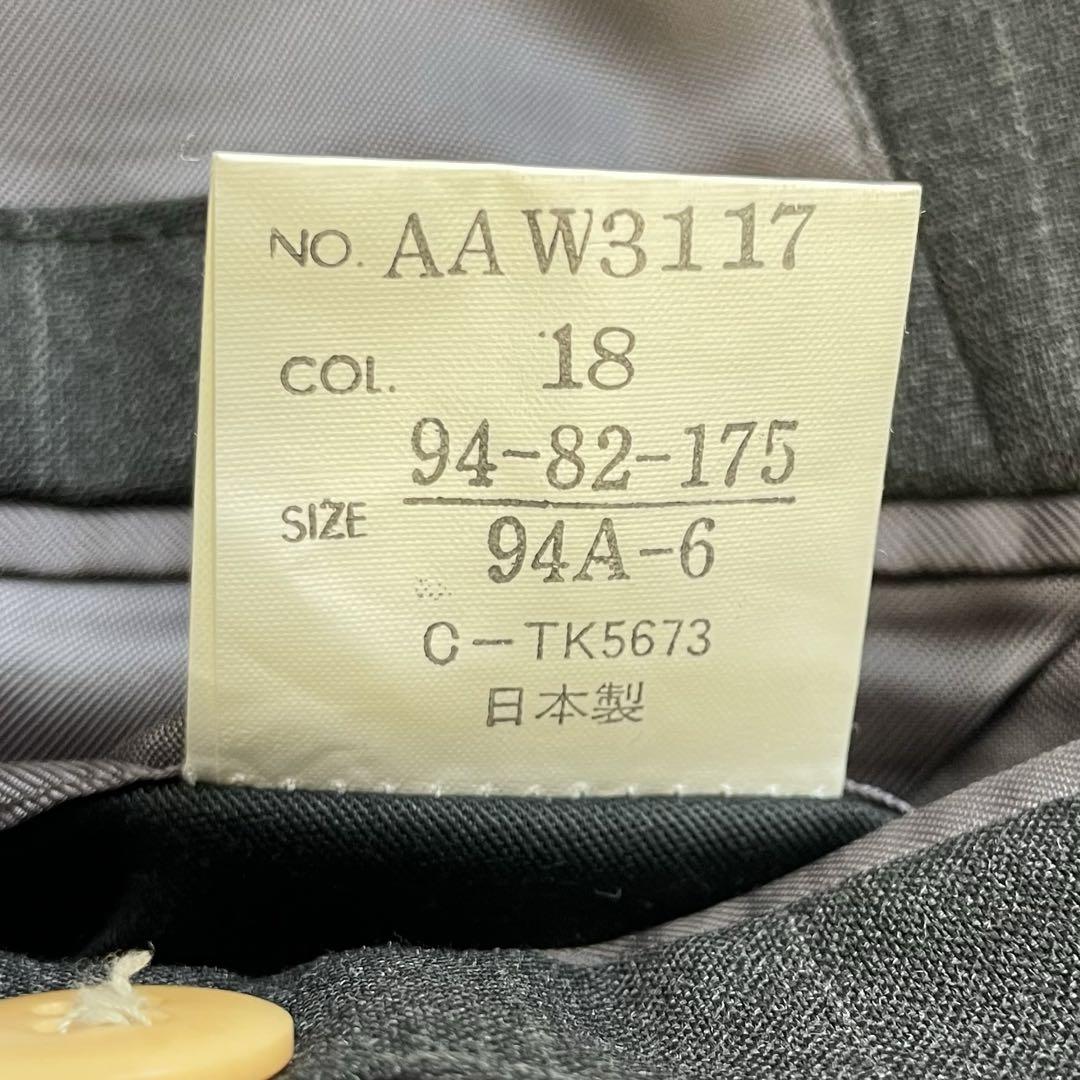 NO. AAW3117
COL. 18
94-82-175
SIZE
94A-6
C-TK5673
日本製